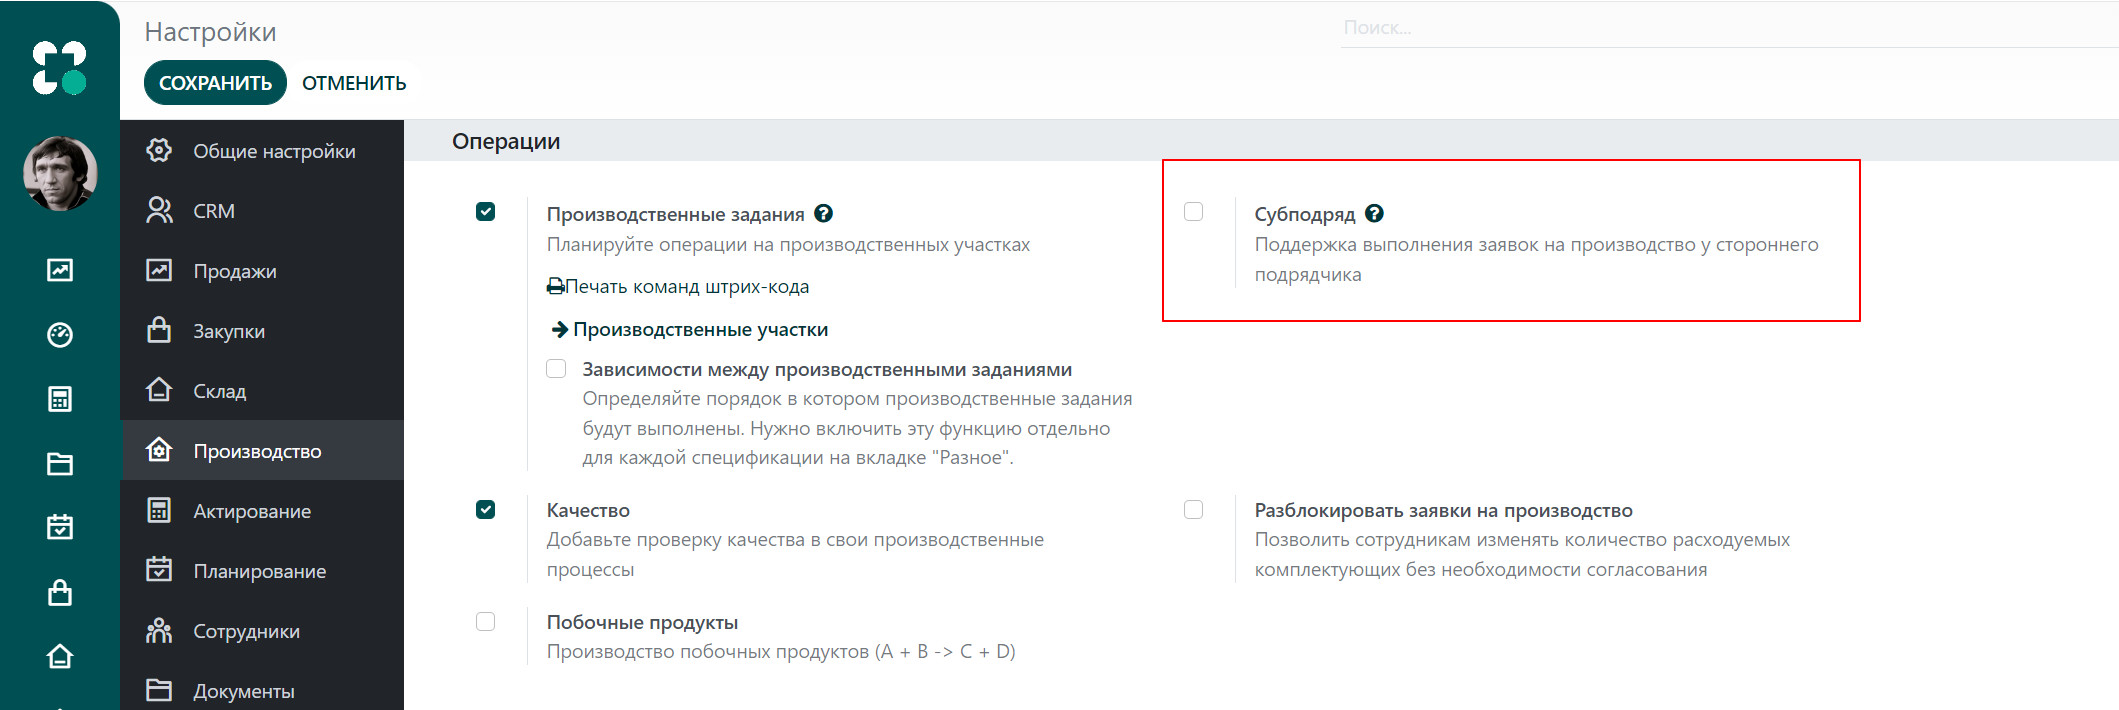 Настройки
Поиск...
СОХРАНИТЬ
ОТМЕНИТЬ
Общие настройки
CRM
Продажи
Закупки
Склад
Производство
Актирование
Планирование
Сотрудники
Документы
Операции
Производственные задания
Планируйте операции на производственных участках
Печать команд штрих-кода
Производственные участки
Зависимости между производственными заданиями
Определяйте порядок в котором производственные задания
будут выполнены. Нужно включить эту функцию отдельно
для каждой спецификации на вкладке "Разное".
Субподряд
Поддержка выполнения заявок на производство у стороннего
подрядчика
Качество
Добавьте проверку качества в свои производственные
процессы
Разблокировать заявки на производство
Позволить сотрудникам изменять количество расходуемых
комплектующих без необходимости согласования
Побочные продукты
Производство побочных продуктов (A + B -> C + D)